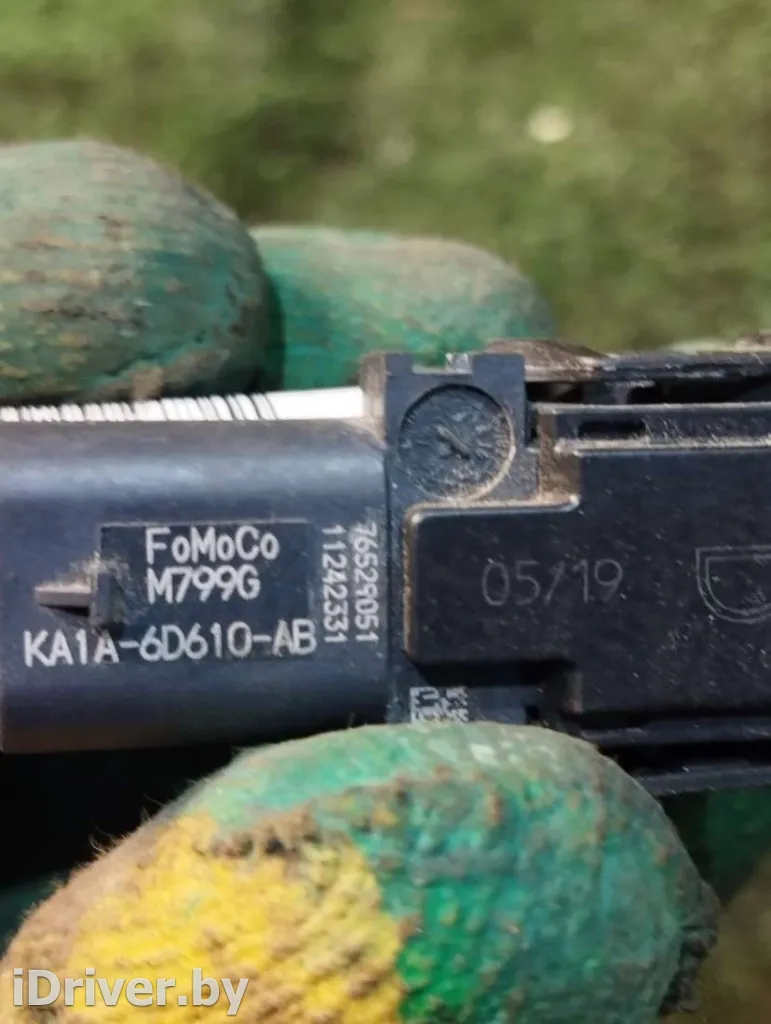 FoMoCo
M799G
KA1A-6D610-AB
76529051
11242331
05/19
iDriver.by